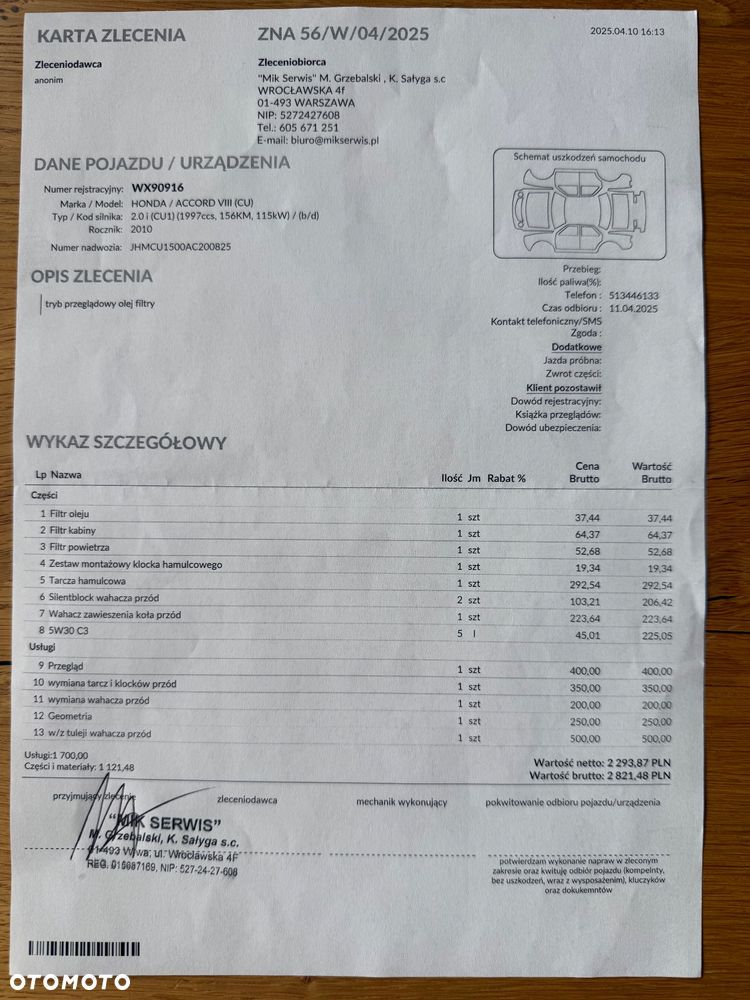 KARTA ZLECENIA
ZNA 56/W/04/2025
2025.04.10 16:13
Zleceniodawca
anonim
Zleceniobiorca
"Mik Serwis" M. Grzebalski , K. Sałyga s.c
WROCŁAWSKA 4f
01-493 WARSZAWA
NIP: 5272427608
Tel.: 605 671 251
E-mail: biuro@mikserwis.pl
DANE POJAZDU / URZĄDZENIA
Numer rejestracyjny: WX90916
Marka / Model: HONDA / ACCORD VIII (CU)
Typ / Kod silnika: 2.0 i (CU1) (1997ccs, 156KM, 115kW) / (b/d)
Rocznik: 2010
Numer nadwozia: JHMCU1500AC200825
Schemat uszkodzeń samochodu
OPIS ZLECENIA
tryb przeglądowy olej filtry
Przebieg:
Ilość paliwa(%):
Telefon : 513446133
Czas odbioru : 11.04.2025
Kontakt telefoniczny/SMS
Zgoda :
Dodatkowe
Jazda próbna:
Zwrot części:
Klient pozostawił
Dowód rejestracyjny:
Książka przeglądów:
Dowód ubezpieczenia:
WYKAZ SZCZEGÓŁOWY
Lp Nazwa Ilość Jm Rabat % Cena Brutto Wartość Brutto
Części
1 Filtr oleju 1 szt 37,44 37,44
2 Filtr kabiny 1 szt 64,37 64,37
3 Filtr powietrza 1 szt 52,68 52,68
4 Zestaw montażowy klocka hamulcowego 1 szt 19,34 19,34
5 Tarcza hamulcowa 1 szt 292,54 292,54
6 Silentblock wahacza przód 2 szt 103,21 206,42
7 Wahacz zawieszenia koła przód 1 szt 223,64 223,64
8 5W30 C3 5 l 45,01 225,05
Usługi
9 Przegląd 1 szt 400,00 400,00
10 wymiana tarcz i klocków przód 1 szt 350,00 350,00
11 wymiana wahacza przód 1 szt 200,00 200,00
12 Geometria 1 szt 250,00 250,00
13 w/z tuleji wahacza przód 1 szt 500,00 500,00
Usługi:1 700,00
Części i materiały: 1 121,48
Wartość netto: 2 293,87 PLN
Wartość brutto: 2 821,48 PLN
przyjmujący zlecenie
zleceniodawca
mechanik wykonujący
pokwitowanie odbioru pojazdu/urządzenia
"MIK SERWIS"
M. Grzebalski, K. Sałyga s.c.
01-493 W-wa, ul. Wrocławska 4F
REG. 016087169, NIP: 527-24-27-608
potwierdzam wykonanie napraw w zleconym
zakresie oraz kwituję odbiór pojazdu (kompelnty,
bez uszkodzeń, wraz z wyposażeniem), kluczyków
oraz dokukemntów
OTOMOTO